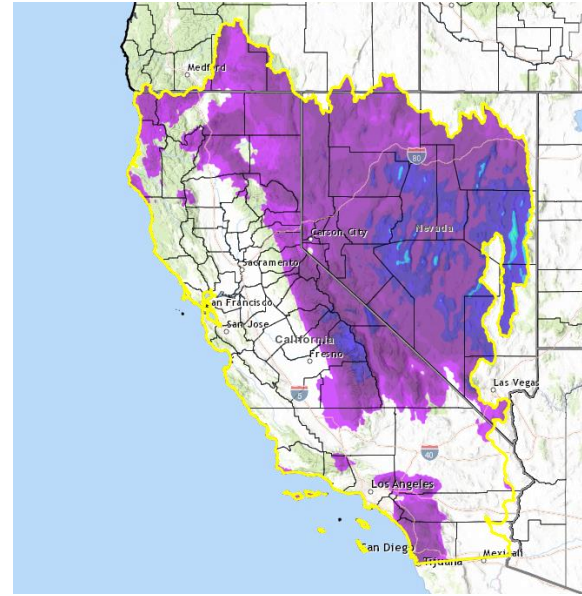 Medford
80
Nevada
Carson City
Sacramento
San Francisco
San Jose
California
Fresno
5
Las Vegas
40
Los Angeles
San Diego
Mexicali
Tijuana